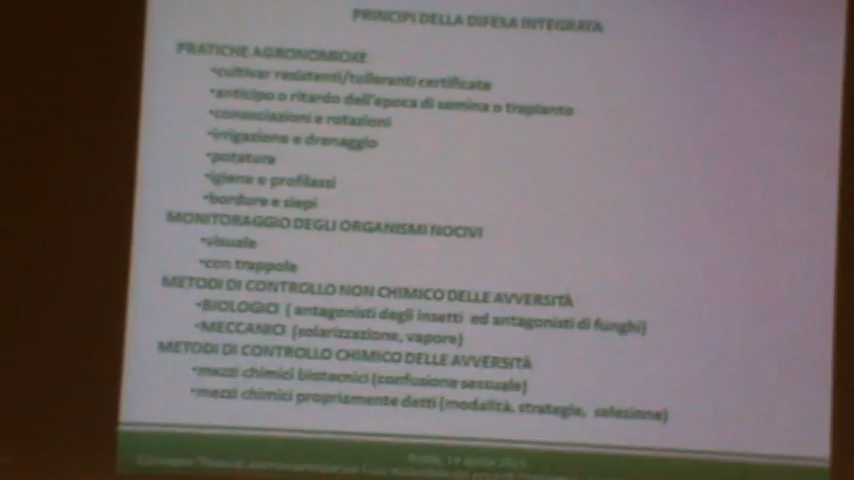 PRINCIPI DELLA DIFESA INTEGRATA
PRATICHE AGRONOMICHE
•cultivar resistenti/tolleranti certificate
•anticipo o ritardo dell'epoca di semina o trapianto
•consociazioni e rotazioni
•irrigazione e drenaggio
•potatura
•igiene e profilassi
•bordure e siepi
MONITORAGGIO DEGLI ORGANISMI NOCIVI
•visuale
•con trappole
METODI DI CONTROLLO NON CHIMICO DELLE AVVERSITÀ
•BIOLOGICI ( antagonisti degli insetti ed antagonisti di funghi)
•MECCANICI (solarizzazione, vapore)
METODI DI CONTROLLO CHIMICO DELLE AVVERSITÀ
•mezzi chimici biotecnici (confusione sessuale)
•mezzi chimici propriamente detti (modalità, strategie, selezione)